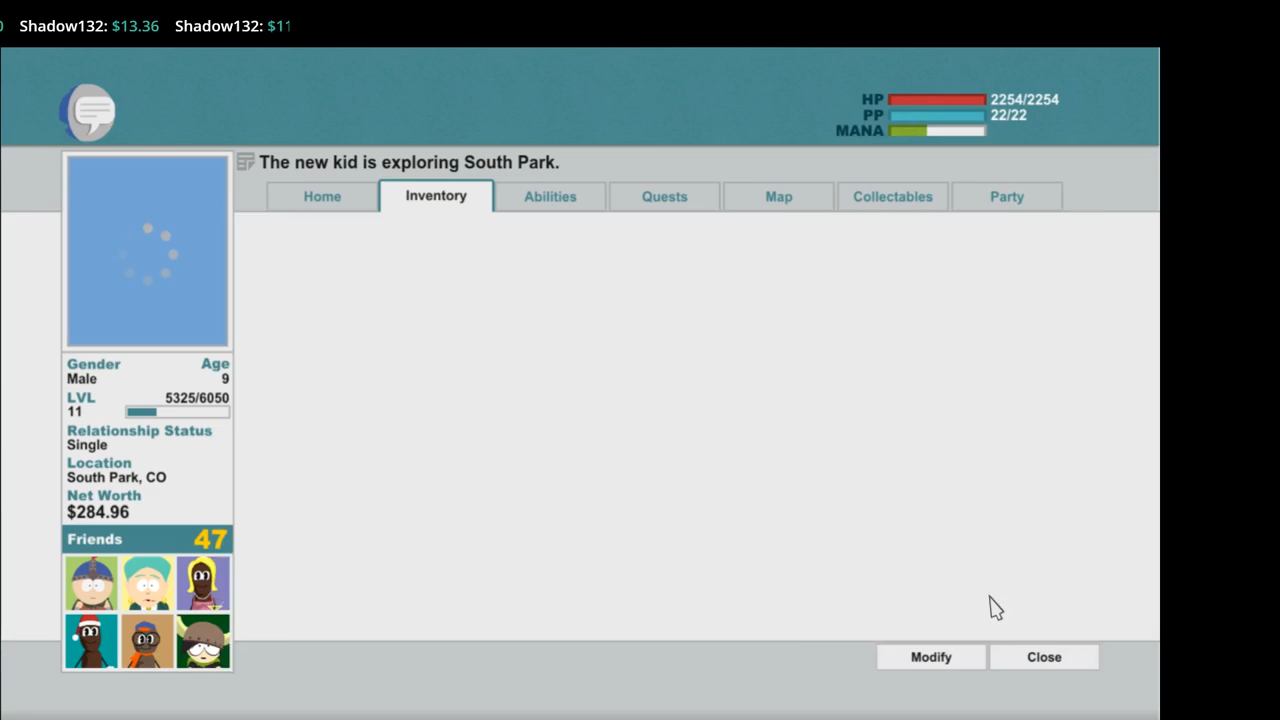 Shadow132: $13.36 Shadow132: $11
HP 2254/2254
PP 22/22
MANA
The new kid is exploring South Park.
Home Inventory Abilities Quests Map Collectables Party
Gender Age
Male 9
LVL 5325/6050
11
Relationship Status
Single
Location
South Park, CO
Net Worth
$284.96
Friends 47
Modify Close